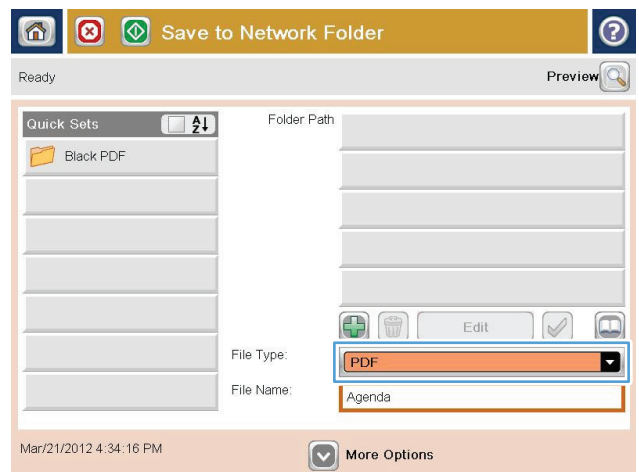 Save to Network Folder
Ready
Preview
Quick Sets
A
Z
Folder Path
Black PDF
Edit
File Type:
PDF
File Name:
Agenda
Mar/21/2012 4:34:16 PM
More Options